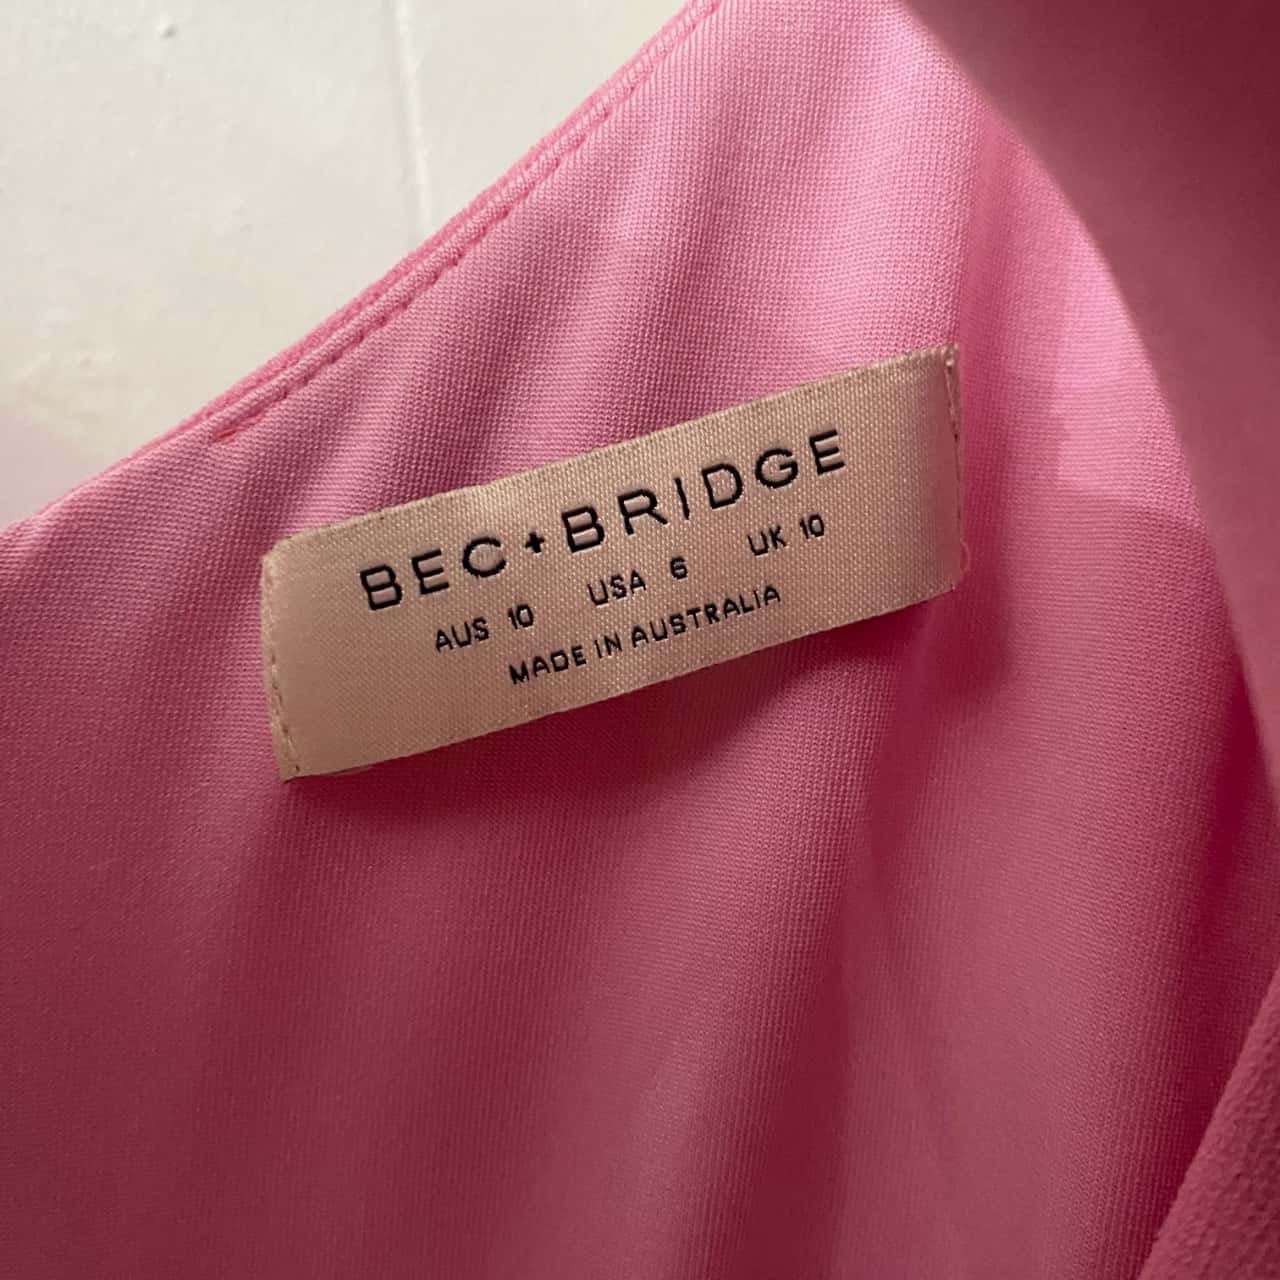 BEC + BRIDGE
AUS 10 USA 6 UK 10
MADE IN AUSTRALIA